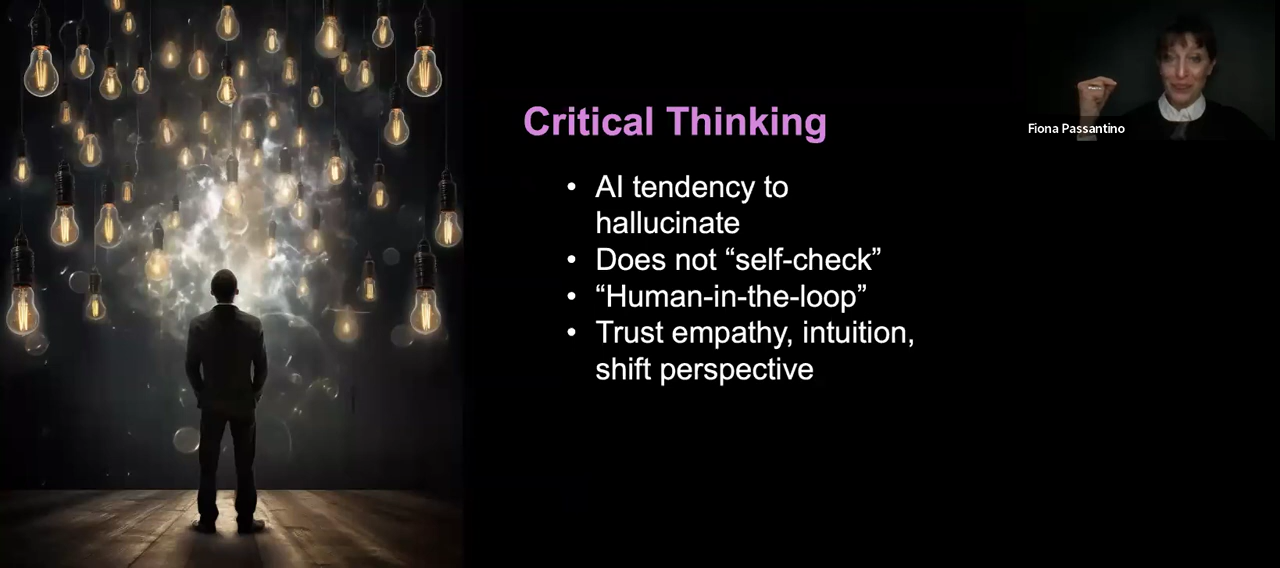 Critical Thinking
Fiona Passantino
• AI tendency to
hallucinate
• Does not “self-check”
• “Human-in-the-loop”
• Trust empathy, intuition,
shift perspective